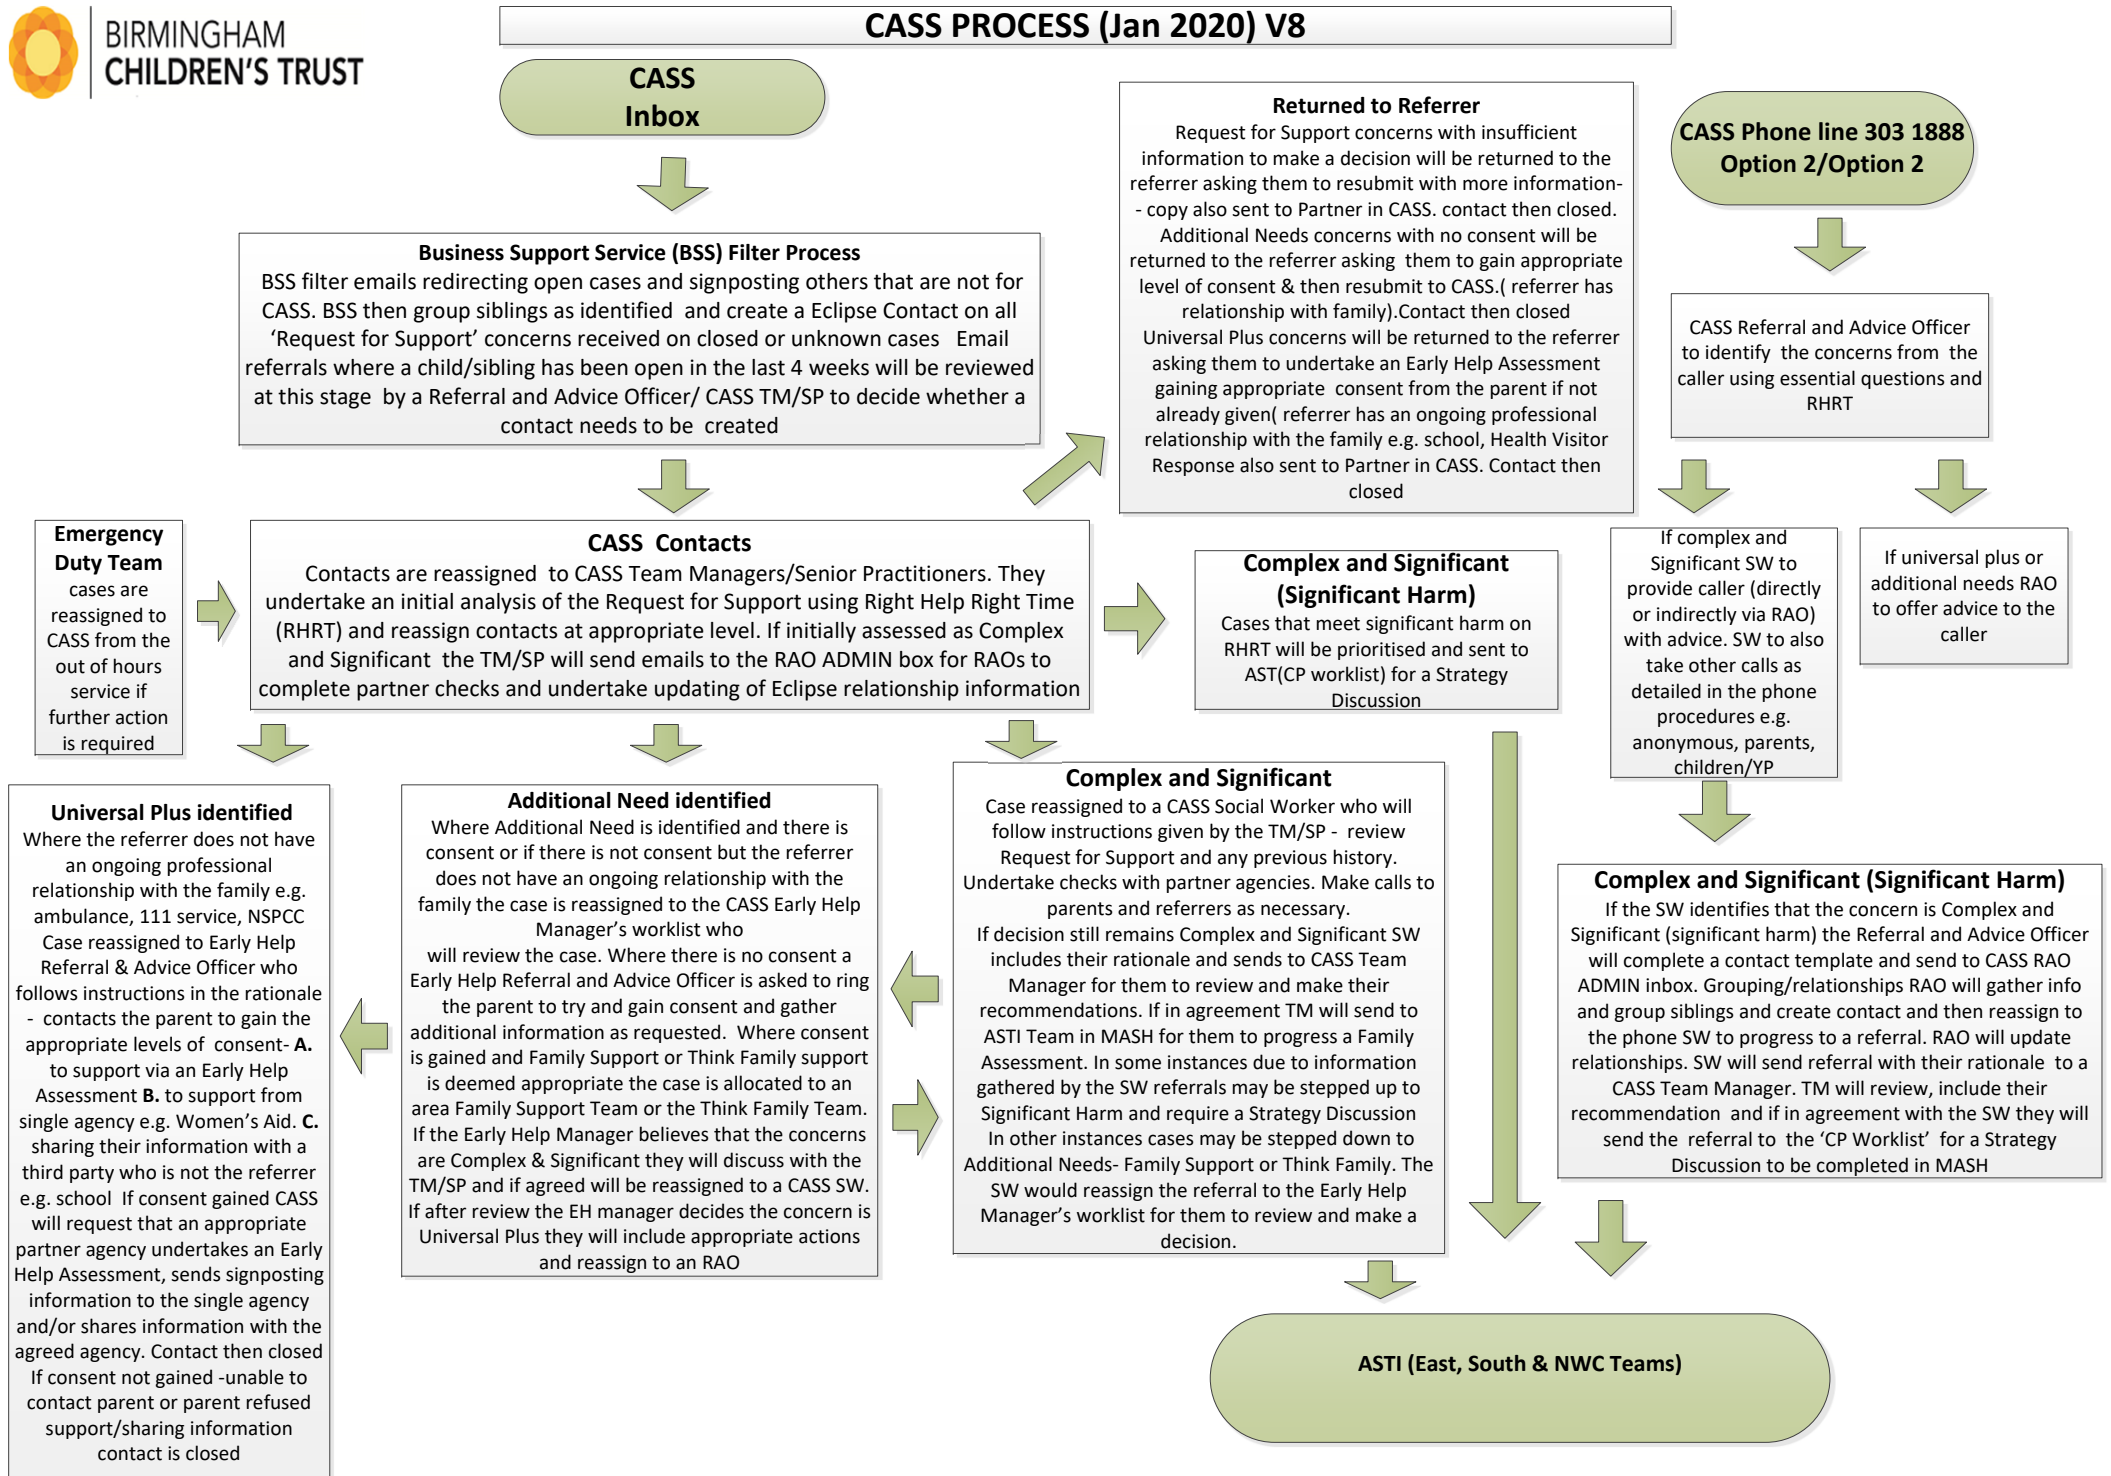 BIRMINGHAM
CHILDREN'S TRUST
CASS PROCESS (Jan 2020) V8
CASS
Inbox
Business Support Service (BSS) Filter Process
BSS filter emails redirecting open cases and signposting others that are not for
CASS. BSS then group siblings as identified and create a Eclipse Contact on all
‘Request for Support’ concerns received on closed or unknown cases Email
referrals where a child/sibling has been open in the last 4 weeks will be reviewed
at this stage by a Referral and Advice Officer/ CASS TM/SP to decide whether a
contact needs to be created
Returned to Referrer
Request for Support concerns with insufficient
information to make a decision will be returned to the
referrer asking them to resubmit with more information-
- copy also sent to Partner in CASS. contact then closed.
Additional Needs concerns with no consent will be
returned to the referrer asking them to gain appropriate
level of consent & then resubmit to CASS.( referrer has
relationship with family).Contact then closed
Universal Plus concerns will be returned to the referrer
asking them to undertake an Early Help Assessment
gaining appropriate consent from the parent if not
already given( referrer has an ongoing professional
relationship with the family e.g. school, Health Visitor
Response also sent to Partner in CASS. Contact then
closed
CASS Phone line 303 1888
Option 2/Option 2
CASS Referral and Advice Officer
to identify the concerns from the
caller using essential questions and
RHRT
Emergency
Duty Team
cases are
reassigned to
CASS from the
out of hours
service if
further action
is required
CASS Contacts
Contacts are reassigned to CASS Team Managers/Senior Practitioners. They
undertake an initial analysis of the Request for Support using Right Help Right Time
(RHRT) and reassign contacts at appropriate level. If initially assessed as Complex
and Significant the TM/SP will send emails to the RAO ADMIN box for RAOs to
complete partner checks and undertake updating of Eclipse relationship information
Complex and Significant
(Significant Harm)
Cases that meet significant harm on
RHRT will be prioritised and sent to
AST(CP worklist) for a Strategy
Discussion
If complex and
Significant SW to
provide caller (directly
or indirectly via RAO)
with advice. SW to also
take other calls as
detailed in the phone
procedures e.g.
anonymous, parents,
children/YP
If universal plus or
additional needs RAO
to offer advice to the
caller
Universal Plus identified
Where the referrer does not have
an ongoing professional
relationship with the family e.g.
ambulance, 111 service, NSPCC
Case reassigned to Early Help
Referral & Advice Officer who
follows instructions in the rationale
- contacts the parent to gain the
appropriate levels of consent- A.
to support via an Early Help
Assessment B. to support from
single agency e.g. Women’s Aid. C.
sharing their information with a
third party who is not the referrer
e.g. school If consent gained CASS
will request that an appropriate
partner agency undertakes an Early
Help Assessment, sends signposting
information to the single agency
and/or shares information with the
agreed agency. Contact then closed
If consent not gained -unable to
contact parent or parent refused
support/sharing information
contact is closed
Additional Need identified
Where Additional Need is identified and there is
consent or if there is not consent but the referrer
does not have an ongoing relationship with the
family the case is reassigned to the CASS Early Help
Manager’s worklist who
will review the case. Where there is no consent a
Early Help Referral and Advice Officer is asked to ring
the parent to try and gain consent and gather
additional information as requested. Where consent
is gained and Family Support or Think Family support
is deemed appropriate the case is allocated to an
area Family Support Team or the Think Family Team.
If the Early Help Manager believes that the concerns
are Complex & Significant they will discuss with the
TM/SP and if agreed will be reassigned to a CASS SW.
If after review the EH manager decides the concern is
Universal Plus they will include appropriate actions
and reassign to an RAO
Complex and Significant
Case reassigned to a CASS Social Worker who will
follow instructions given by the TM/SP - review
Request for Support and any previous history.
Undertake checks with partner agencies. Make calls to
parents and referrers as necessary.
If decision still remains Complex and Significant SW
includes their rationale and sends to CASS Team
Manager for them to review and make their
recommendations. If in agreement TM will send to
ASTI Team in MASH for them to progress a Family
Assessment. In some instances due to information
gathered by the SW referrals may be stepped up to
Significant Harm and require a Strategy Discussion
In other instances cases may be stepped down to
Additional Needs- Family Support or Think Family. The
SW would reassign the referral to the Early Help
Manager’s worklist for them to review and make a
decision.
Complex and Significant (Significant Harm)
If the SW identifies that the concern is Complex and
Significant (significant harm) the Referral and Advice Officer
will complete a contact template and send to CASS RAO
ADMIN inbox. Grouping/relationships RAO will gather info
and group siblings and create contact and then reassign to
the phone SW to progress to a referral. RAO will update
relationships. SW will send referral with their rationale to a
CASS Team Manager. TM will review, include their
recommendation and if in agreement with the SW they will
send the referral to the ‘CP Worklist’ for a Strategy
Discussion to be completed in MASH
ASTI (East, South & NWC Teams)